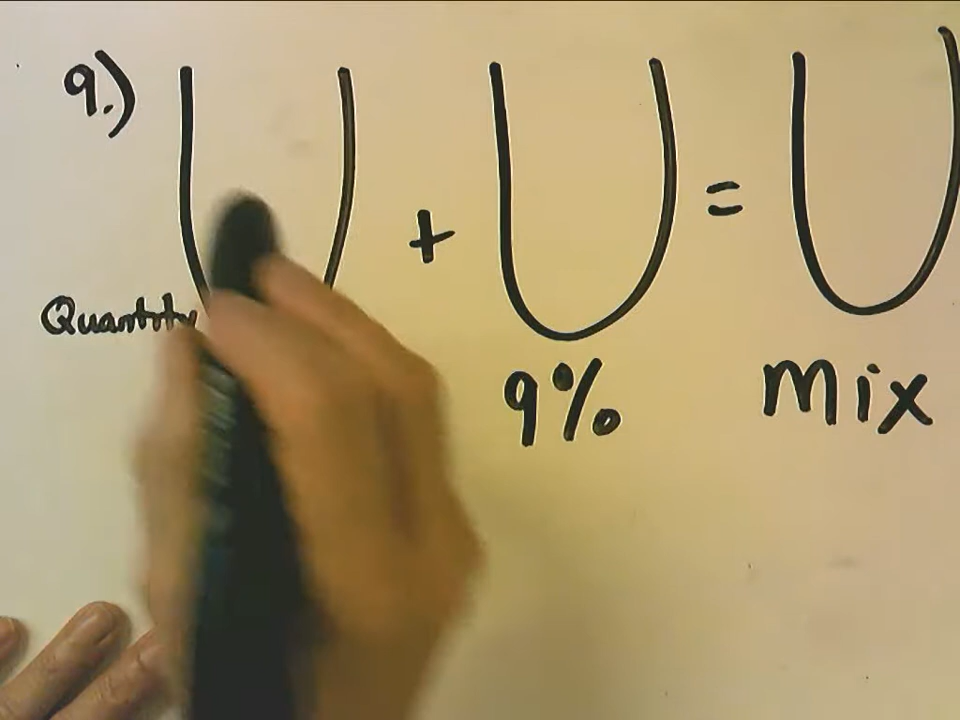 9.)
+ =
Quantity
9% Mix